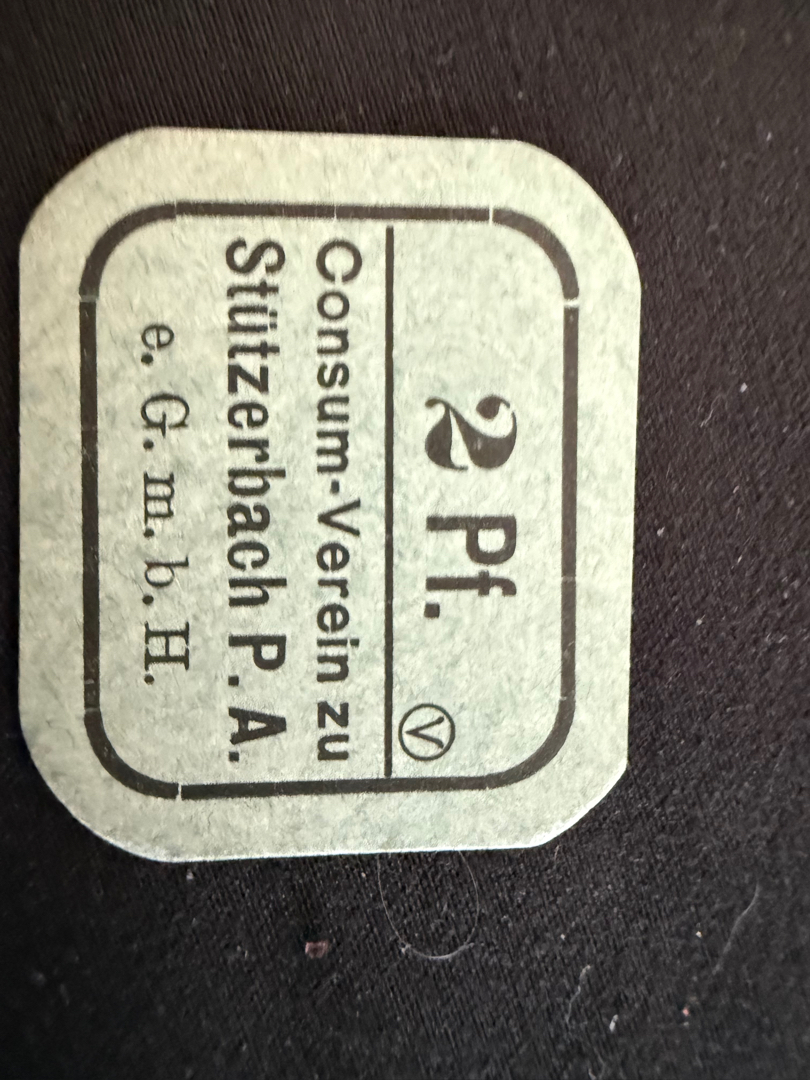 2 Pf.
V
Consum-Verein zu
Stützerbach P. A.
e. G. m. b. H.